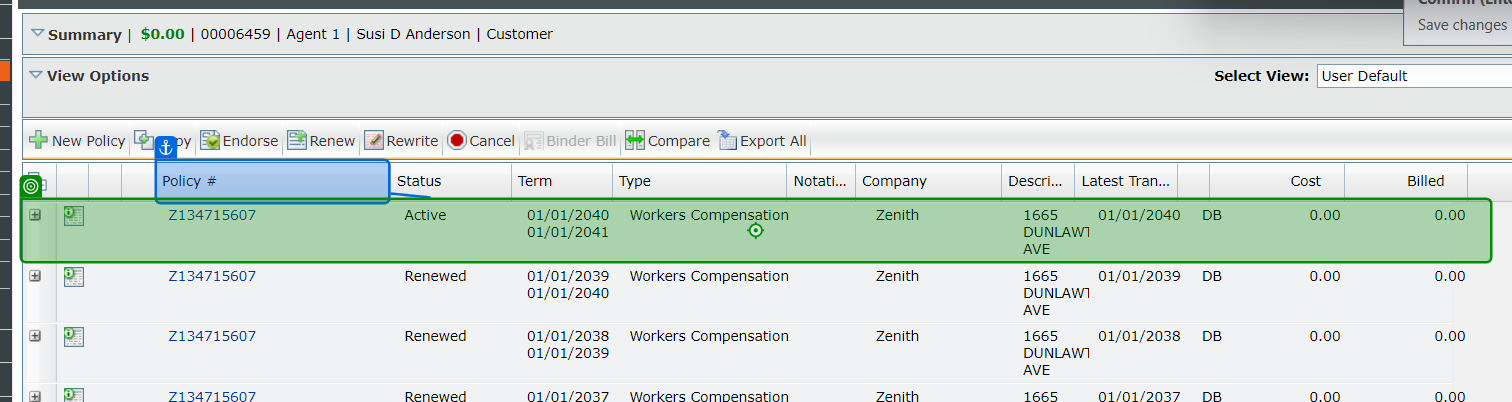 Confirm (Ente
Save changes
Summary | $0.00 | 00006459 | Agent 1 | Susi D Anderson | Customer
View Options
Select View: User Default
New Policy Endorse Renew Rewrite Cancel Binder Bill Compare Export All
Policy # Status Term Type Notati... Company Descri... Latest Tran... Cost Billed
Z134715607 Active 01/01/2040 Workers Compensation Zenith 1665 01/01/2040 DB 0.00 0.00
01/01/2041 DUNLAWT
AVE
Z134715607 Renewed 01/01/2039 Workers Compensation Zenith 1665 01/01/2039 DB 0.00 0.00
01/01/2040 DUNLAWT
AVE
Z134715607 Renewed 01/01/2038 Workers Compensation Zenith 1665 01/01/2038 DB 0.00 0.00
01/01/2039 DUNLAWT
AVE
Z134715607 Renewed 01/01/2037 Workers Compensation Zenith 1665 01/01/2037 DB 0.00 0.00